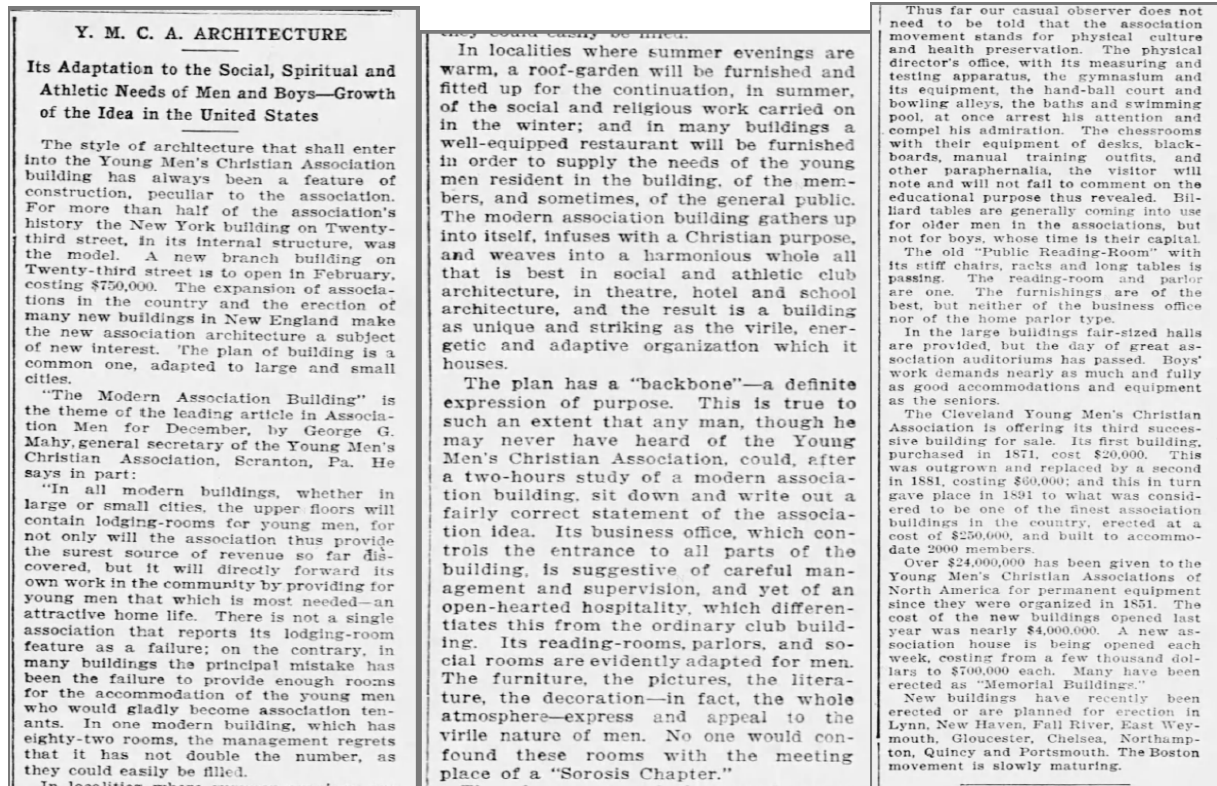 Y. M. C. A. ARCHITECTURE
Its Adaptation to the Social, Spiritual and
Athletic Needs of Men and Boys—Growth
of the Idea in the United States
The style of architecture that shall enter
into the Young Men's Christian Association
building has always been a feature of
construction, peculiar to the association.
For more than half of the association's
history the New York building on Twenty-
third street, in its internal structure, was
the model. A new branch building on
Twenty-third street is to open in February,
costing $750,000. The expansion of associa-
tions in the country and the erection of
many new buildings in New England make
the new association architecture a subject
of new interest. The plan of building is a
common one, adapted to large and small
cities.
"The Modern Association Building" is
the theme of the leading article in Associa-
tion Men for December, by George G.
Mahy, general secretary of the Young Men's
Christian Association, Scranton, Pa. He
says in part:
"In all modern buildings, whether in
large or small cities, the upper floors will
contain lodging-rooms for young men, for
not only will the association thus provide
the surest source of revenue so far dis-
covered, but it will directly forward its
own work in the community by providing for
young men that which is most needed—an
attractive home life. There is not a single
association that reports its lodging-room
feature as a failure; on the contrary, in
many buildings the principal mistake has
been the failure to provide enough rooms
for the accommodation of the young men
who would gladly become association ten-
ants. In one modern building, which has
eighty-two rooms, the management regrets
that it has not double the number, as
they could easily be filled.
In localities where summer evenings are
warm, a roof-garden will be furnished and
fitted up for the continuation, in summer,
of the social and religious work carried on
in the winter; and in many buildings a
well-equipped restaurant will be furnished
in order to supply the needs of the young
men resident in the building, of the mem-
bers, and sometimes, of the general public.
The modern association building gathers up
into itself, infuses with a Christian purpose,
and weaves into a harmonious whole all
that is best in social and athletic club
architecture, in theatre, hotel and school
architecture, and the result is a building
as unique and striking as the virile, ener-
getic and adaptive organization which it
houses.
The plan has a "backbone"—a definite
expression of purpose. This is true to
such an extent that any man, though he
may never have heard of the Young
Men's Christian Association, could, after
a two-hours study of a modern associa-
tion building, sit down and write out a
fairly correct statement of the associa-
tion idea. Its business office, which con-
trols the entrance to all parts of the
building, is suggestive of careful man-
agement and supervision, and yet of an
open-hearted hospitality, which differen-
tiates this from the ordinary club build-
ing. Its reading-rooms, parlors, and so-
cial rooms are evidently adapted for men.
The furniture, the pictures, the litera-
ture, the decoration—in fact, the whole
atmosphere—express and appeal to the
virile nature of men. No one would con-
found these rooms with the meeting
place of a "Sorosis Chapter."
Thus far our casual observer does not
need to be told that the association
movement stands for physical culture
and health preservation. The physical
director's office, with its measuring and
testing apparatus, the gymnasium and
its equipment, the hand-ball court and
bowling alleys, the baths and swimming
pool, at once arrest his attention and
compel his admiration. The chessrooms
with their equipment of desks, black-
boards, manual training outfits, and
other paraphernalia, the visitor will
note and will not fail to comment on the
educational purpose thus revealed. Bil-
liard tables are generally coming into use
for older men in the associations, but
not for boys, whose time is their capital.
The old "Public Reading-Room" with
its stiff chairs, racks and long tables is
passing. The reading-room and parlor
are one. The furnishings are of the
best, but neither of the business office
nor of the home parlor type.
In the large buildings fair-sized halls
are provided, but the day of great as-
sociation auditoriums has passed. Boys'
work demands nearly as much and fully
as good accommodations and equipment
as the seniors.
The Cleveland Young Men's Christian
Association is offering its third succes-
sive building for sale. Its first building,
purchased in 1871, cost $20,000. This
was outgrown and replaced by a second
in 1881, costing $60,000; and this in turn
gave place in 1891 to what was consid-
ered to be one of the finest association
buildings in the country, erected at a
cost of $250,000, and built to accommo-
date 2000 members.
Over $24,000,000 has been given to the
Young Men's Christian Associations of
North America for permanent equipment
since they were organized in 1851. The
cost of the new buildings opened last
year was nearly $4,000,000. A new as-
sociation house is being opened each
week, costing from a few thousand dol-
lars to $700,000 each. Many have been
erected as "Memorial Buildings."
New buildings have recently been
erected or are planned for erection in
Lynn, New Haven, Fall River, East Wey-
mouth, Gloucester, Chelsea, Northamp-
ton, Quincy and Portsmouth. The Boston
movement is slowly maturing.